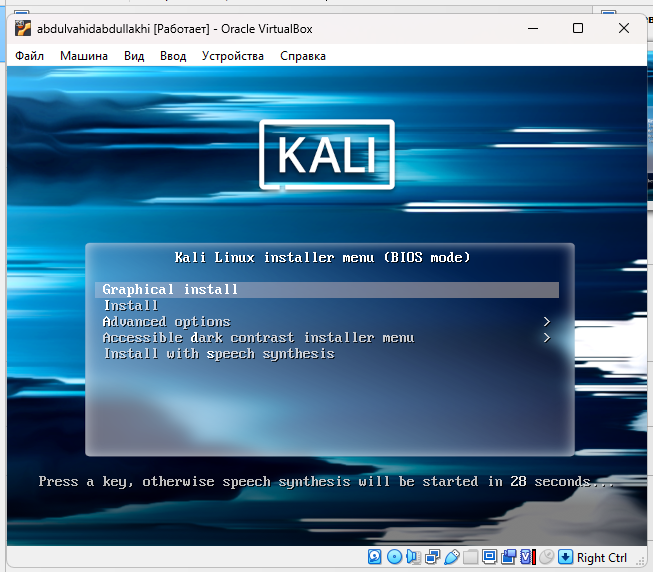 abdulvahidabdullakhi [Работает] - Oracle VirtualBox
Файл Машина Вид Ввод Устройства Справка
KALI
Kali Linux installer menu (BIOS mode)
Graphical install
Install
Advanced options >
Accessible dark contrast installer menu >
Install with speech synthesis
Press a key, otherwise speech synthesis will be started in 28 seconds...
Right Ctrl